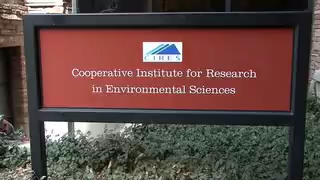 CIRES
Cooperative Institute for Research
in Environmental Sciences